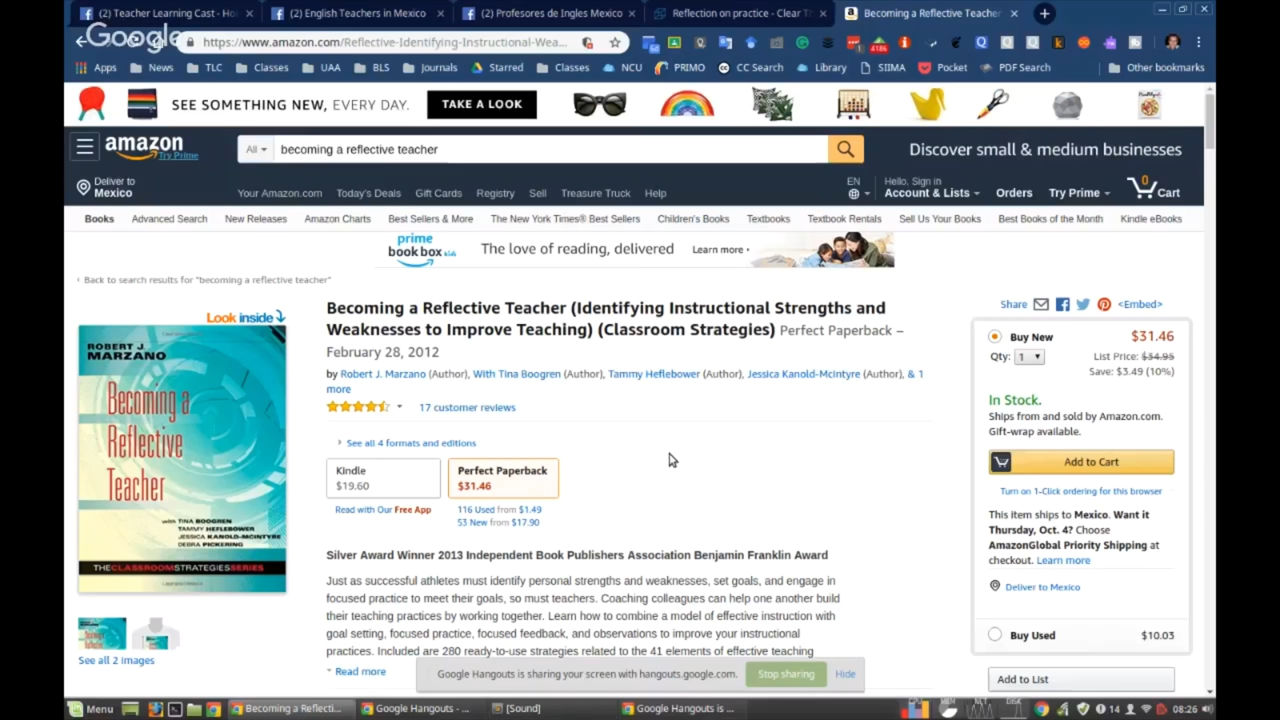 (2) Teacher Learning Cast - Ho
(2) English Teachers in Mexico
(2) Profesores de Ingles Mexico
Reflection on practice - Clear Th
Becoming a Reflective Teacher
Google
https://www.amazon.com/Reflective-Identifying-Instructional-Wea...
4186
Apps
News
TLC
Classes
UAA
BLS
Journals
Starred
Classes
NCU
PRIMO
CC Search
Library
SIIMA
Pocket
PDF Search
Other bookmarks
SEE SOMETHING NEW, EVERY DAY.
TAKE A LOOK
amazon
Try Prime
All
becoming a reflective teacher
Discover small & medium businesses
Deliver to
Mexico
Your Amazon.com Today's Deals Gift Cards Registry Sell Treasure Truck Help
EN
Hello, Sign in
Account & Lists
Orders
Try Prime
0
Cart
Books Advanced Search New Releases Amazon Charts Best Sellers & More The New York Times® Best Sellers Children's Books Textbooks Textbook Rentals Sell Us Your Books Best Books of the Month Kindle eBooks
prime
book box kids
The love of reading, delivered
Learn more
‹ Back to search results for "becoming a reflective teacher"
Look inside
ROBERT J.
MARZANO
Becoming a
Reflective
Teacher
with TINA BOOGREN
TAMMY HEFLEBOWER
JESSICA KANOLD-MCINTYRE
DEBRA PICKERING
THE CLASSROOM STRATEGIES SERIES
See all 2 images
Becoming a Reflective Teacher (Identifying Instructional Strengths and
Weaknesses to Improve Teaching) (Classroom Strategies) Perfect Paperback –
February 28, 2012
by Robert J. Marzano (Author), With Tina Boogren (Author), Tammy Heflebower (Author), Jessica Kanold-McIntyre (Author), & 1
more
17 customer reviews
See all 4 formats and editions
Kindle
$19.60
Perfect Paperback
$31.46
Read with Our Free App
116 Used from $1.49
53 New from $17.90
Silver Award Winner 2013 Independent Book Publishers Association Benjamin Franklin Award
Just as successful athletes must identify personal strengths and weaknesses, set goals, and engage in
focused practice to meet their goals, so must teachers. Coaching colleagues can help one another build
their teaching practices by working together. Learn how to combine a model of effective instruction with
goal setting, focused practice, focused feedback, and observations to improve your instructional
practices. Included are 280 ready-to-use strategies related to the 41 elements of effective teaching
Read more
Share
<Embed>
Buy New
$31.46
Qty: 1
List Price: $34.95
Save: $3.49 (10%)
In Stock.
Ships from and sold by Amazon.com.
Gift-wrap available.
Add to Cart
Turn on 1-Click ordering for this browser
This item ships to Mexico. Want it
Thursday, Oct. 4? Choose
AmazonGlobal Priority Shipping at
checkout. Learn more
Deliver to Mexico
Buy Used
$10.03
Add to List
Google Hangouts is sharing your screen with hangouts.google.com.
Stop sharing
Hide
Menu
Becoming a Reflecti...
Google Hangouts - ...
[Sound]
Google Hangouts is ...
14
08:26